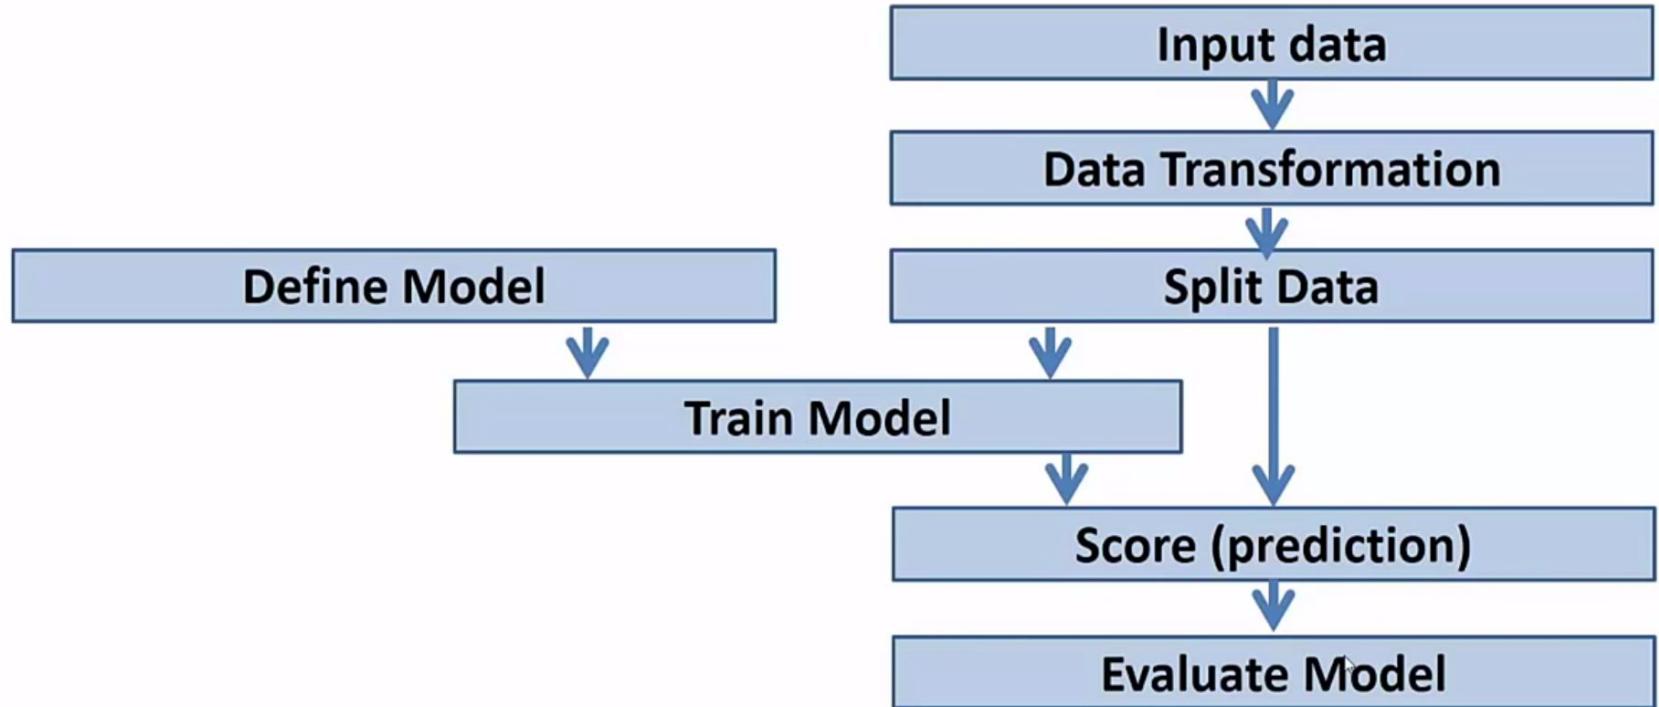 Input data
Data Transformation
Define Model
Split Data
Train Model
Score (prediction)
Evaluate Model